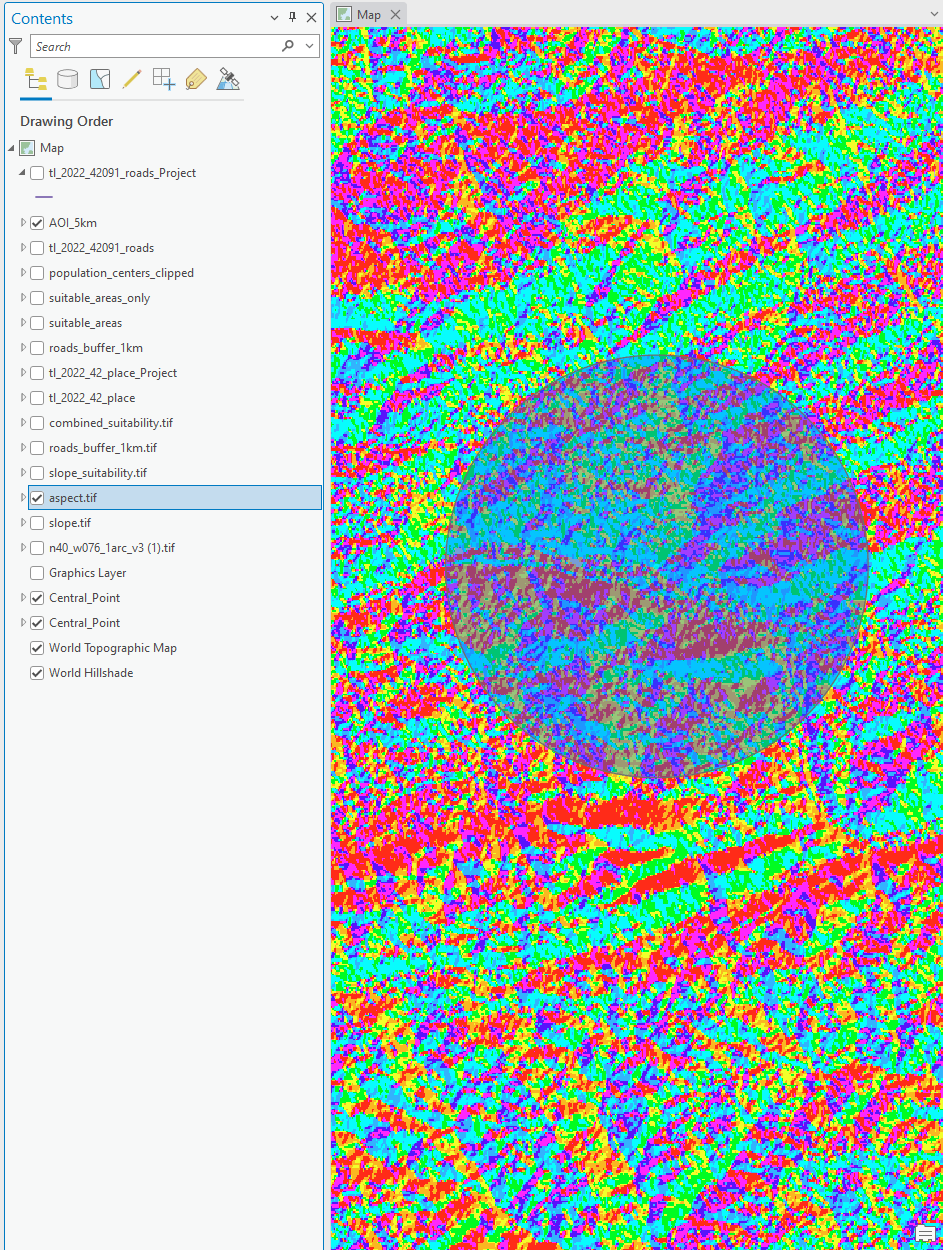 Contents
Search
Drawing Order
Map
tl_2022_42091_roads_Project
AOI_5km
tl_2022_42091_roads
population_centers_clipped
suitable_areas_only
suitable_areas
roads_buffer_1km
tl_2022_42_place_Project
tl_2022_42_place
combined_suitability.tif
roads_buffer_1km.tif
slope_suitability.tif
aspect.tif
slope.tif
n40_w076_1arc_v3 (1).tif
Graphics Layer
Central_Point
Central_Point
World Topographic Map
World Hillshade
Map